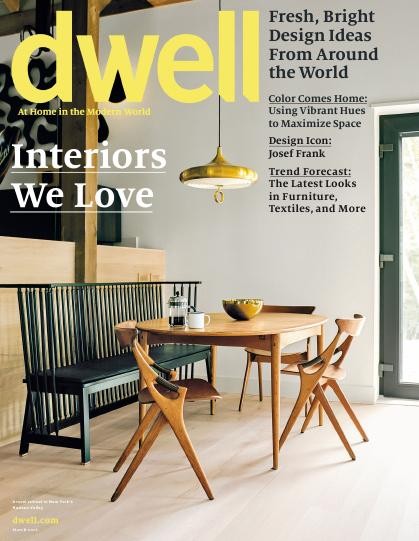 dwell
At Home in the Modern World
Interiors
We Love
Fresh, Bright
Design Ideas
From Around
the World
Color Comes Home:
Using Vibrant Hues
to Maximize Space
Design Icon:
Josef Frank
Trend Forecast:
The Latest Looks
in Furniture,
Textiles, and More
Hudson Valley
dwell.com